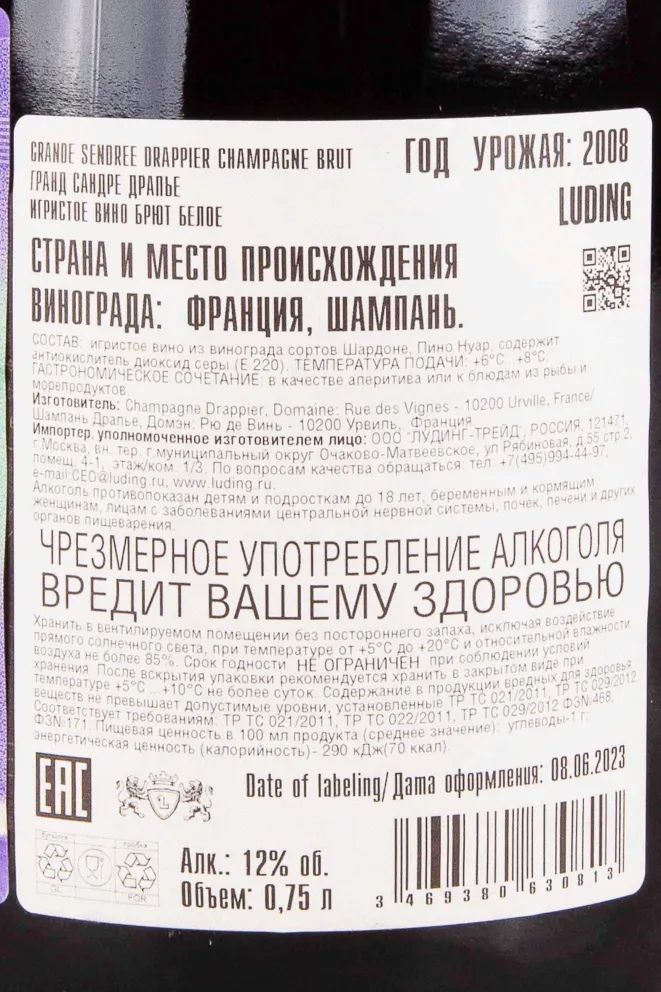 GRANDE SENDREE DRAPPIER CHAMPAGNE BRUT
ГРАНД САНДРЕ ДРАПЬЕ
ИГРИСТОЕ ВИНО БРЮТ БЕЛОЕ
ГОД УРОЖАЯ: 2008
LUDING
СТРАНА И МЕСТО ПРОИСХОЖДЕНИЯ
ВИНОГРАДА: ФРАНЦИЯ, ШАМПАНЬ.
СОСТАВ: игристое вино из винограда сортов Шардоне, Пино Нуар, содержит
антиокислитель диоксид серы (Е 220). ТЕМПЕРАТУРА ПОДАЧИ: +6°С...+8°С.
ГАСТРОНОМИЧЕСКОЕ СОЧЕТАНИЕ: в качестве аперитива или к блюдам из рыбы и
морепродуктов.
Изготовитель: Champagne Drappier, Domaine: Rue des Vignes - 10200 Urville, France/
Шампань Драпье, Домэн: Рю де Винь - 10200 Урвиль, Франция
Импортер, уполномоченное изготовителем лицо: ООО "ЛУДИНГ-ТРЕЙД", РОССИЯ, 121471,
г Москва, вн. тер. г.муниципальный округ Очаково-Матвеевское, ул Рябиновая, д.55 стр.2,
помещ. 4-1, этаж/ком. 1/3. По вопросам качества обращаться: тел. +7(495)994-44-97,
e-mail:CEO@luding.ru, www.luding.ru.
Алкоголь противопоказан детям и подросткам до 18 лет, беременным и кормящим
женщинам, лицам с заболеваниями центральной нервной системы, почек, печени и других
органов пищеварения.
ЧРЕЗМЕРНОЕ УПОТРЕБЛЕНИЕ АЛКОГОЛЯ
ВРЕДИТ ВАШЕМУ ЗДОРОВЬЮ
Хранить в вентилируемом помещении без постороннего запаха, исключая воздействие
прямого солнечного света, при температуре от +5°С до +20°С и относительной влажности
воздуха не более 85%. Срок годности НЕ ОГРАНИЧЕН при соблюдении условий
хранения. После вскрытия упаковки рекомендуется хранить в закрытом виде при
температуре +5°С ...+10°С не более суток. Содержание в продукции вредных для здоровья
веществ не превышает допустимые уровни, установленные ТР ТС 021/2011, ТР ТС 029/2012.
Соответствует требованиям: ТР ТС 021/2011, ТР ТС 022/2011, ТР ТС 029/2012 ФЗN:468,
ФЗN:171. Пищевая ценность в 100 мл продукта (среднее значение): углеводы-1 г;
энергетическая ценность (калорийность)- 290 кДж(70 ккал).
EAC
Date of labeling/Дата оформления: 08.06.2023
Бутылка
пробка
GL
FOR
Алк.: 12% об.
Объем: 0,75 л
3 469380 630813